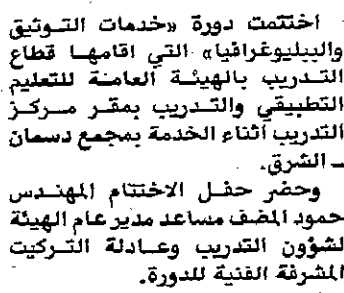 اختتمت دورة «خدمات التوثيق
والببليوغرافيا» التي اقامها قطاع
التدريب بالهيئة العامة للتعليم
التطبيقي والتدريب بمقر مركز
التدريب اثناء الخدمة بمجمع دسمان
ـ الشرق.
وحضر حفل الاختتام المهندس
حمود المضف مساعد مدير عام الهيئة
لشؤون التدريب وعادلة التركيت
المشرفة الفنية للدورة.